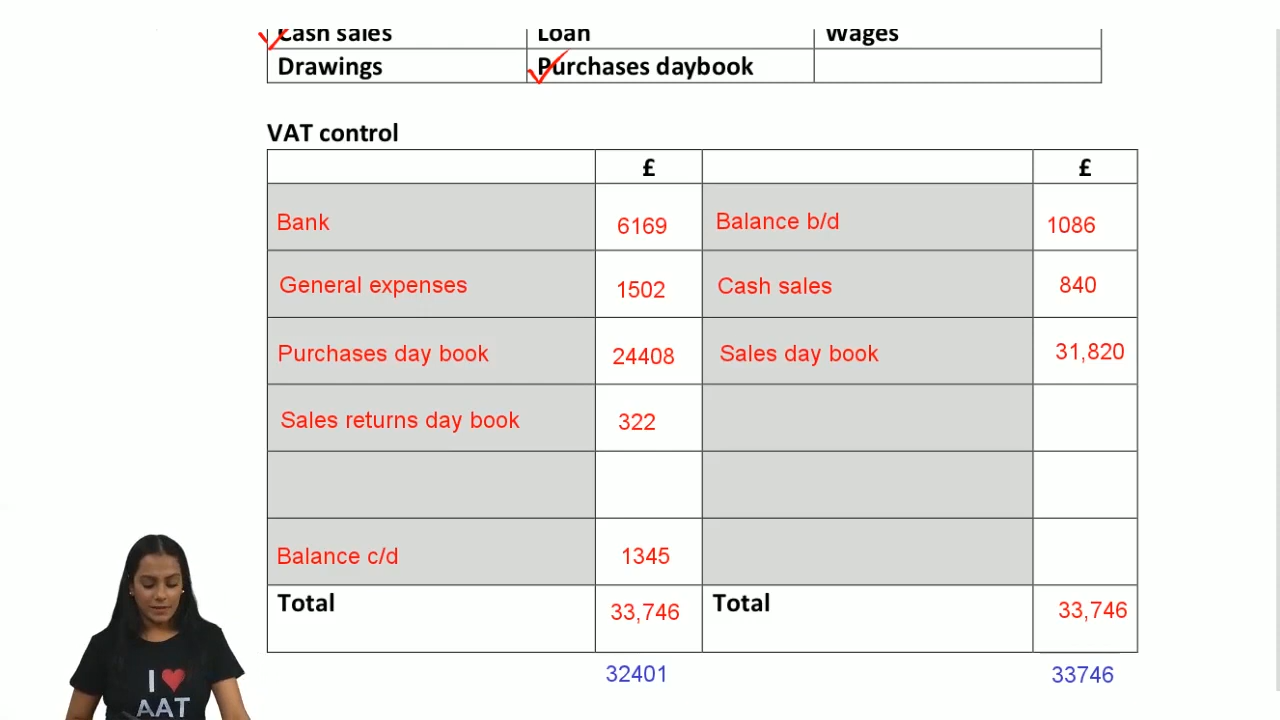 Cash sales Loan Wages
Drawings Purchases daybook
VAT control
£ £
Bank 6169 Balance b/d 1086
General expenses 1502 Cash sales 840
Purchases day book 24408 Sales day book 31,820
Sales returns day book 322
Balance c/d 1345
Total 33,746 Total 33,746
32401 33746
I
AAT